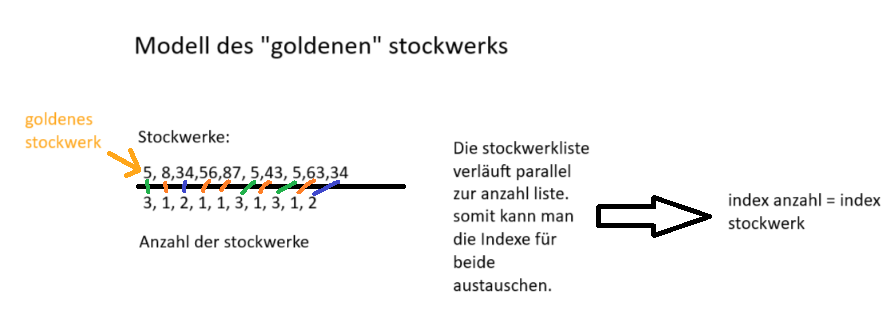 Modell des "goldenen" stockwerks
goldenes
stockwerk
Stockwerke:
5, 8,34,56,87, 5,43, 5,63,34
3, 1, 2, 1, 1, 3, 1, 3, 1, 2
Anzahl der stockwerke
Die stockwerkliste
verläuft parallel
zur anzahl liste.
somit kann man
die Indexe für
beide
austauschen.
index anzahl = index
stockwerk